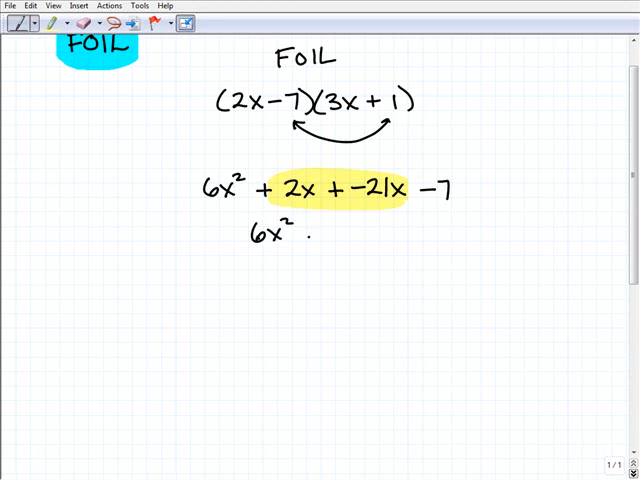 File Edit View Insert Actions Tools Help
FOIL
FOIL
(2x-7)(3x+1)
6x² + 2x + -21x -7
6x² .
1/1